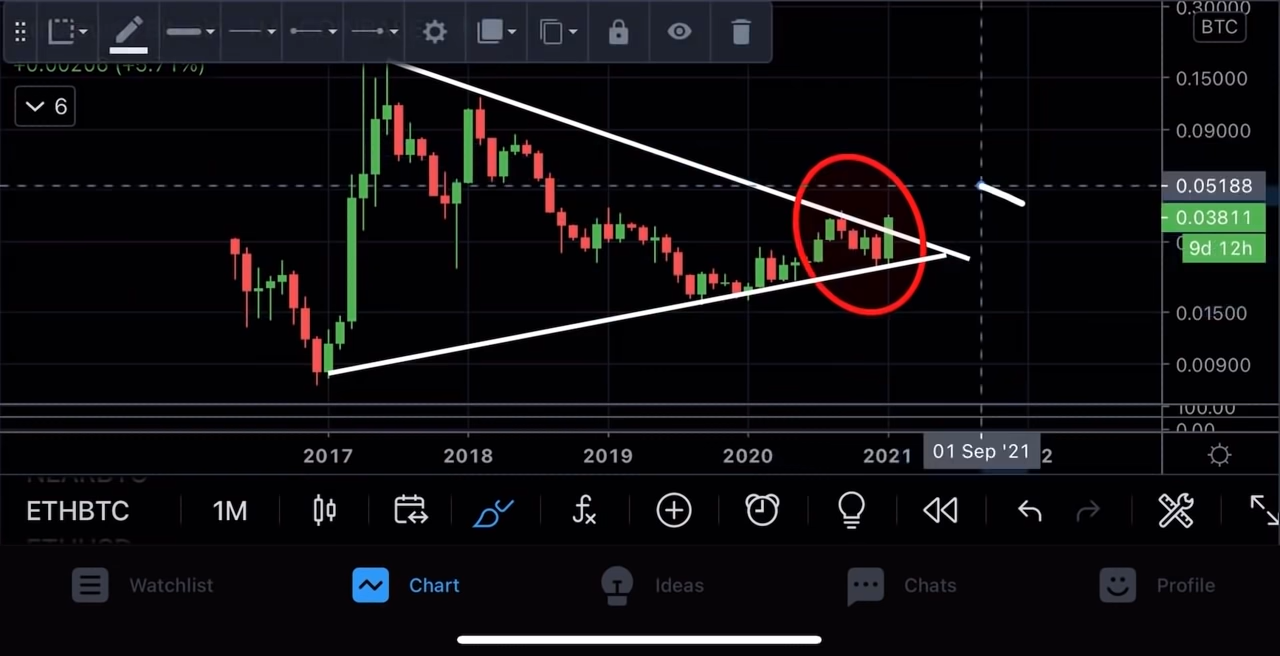 0.30000
BTC
+0.00208 (+5.71%)
0.15000
6
0.09000
0.05188
0.03811
9d 12h
0.01500
0.00900
100.00
0.00
2017 2018 2019 2020 2021 01 Sep '21 2
ETHBTC 1M
Watchlist Chart Ideas Chats Profile